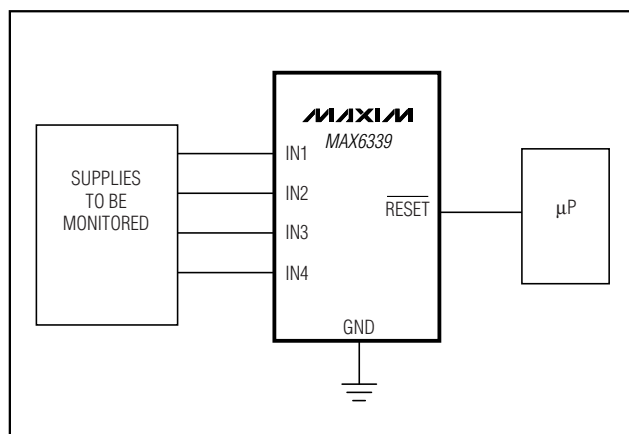 SUPPLIES
TO BE
MONITORED
MAXIM
MAX6339
IN1
IN2
IN3
IN4
RESET
GND
μP